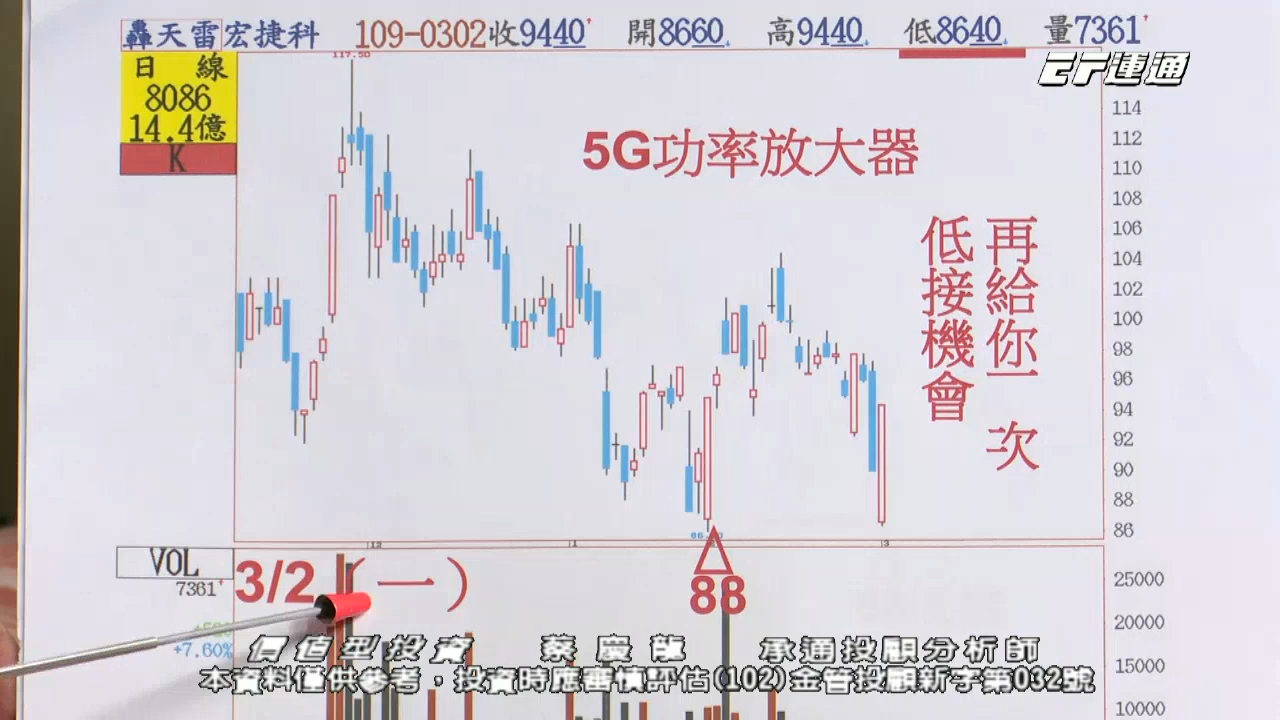 轟天雷宏捷科 109-0302收9440↑ 開8660↓ 高9440↓ 低8640↓ 量7361↑
ET運通
日 線
8086
14.4億
K
117.50
114
112
110
108
106
104
102
100
98
96
94
92
90
88
86
5G功率放大器
再給你一次
低接機會
12
1
3
88
VOL
7361↑
+7.60%
3/2（一）
25000
20000
15000
10000
價值型投資 蔡慶龍 承通投顧分析師
本資料僅供參考，投資時應審慎評估(102)金管投顧新字第032號